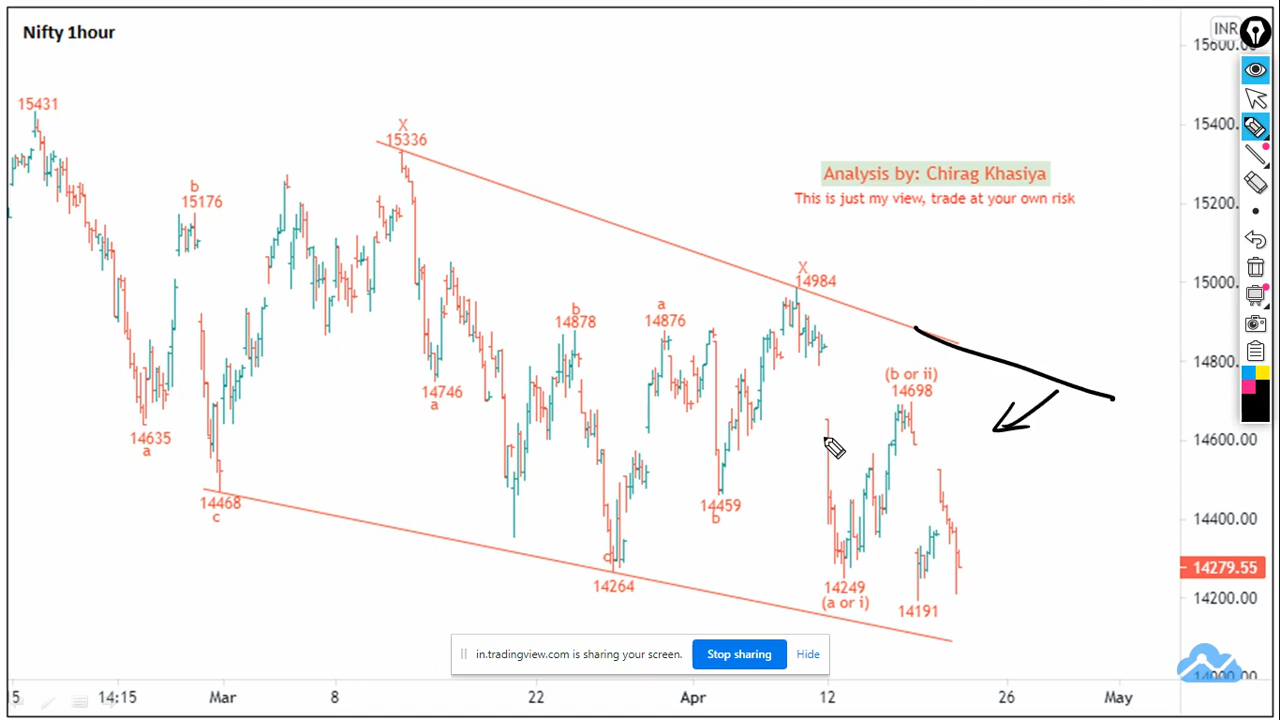 Nifty 1hour
INR
15600.00
15431
X
15336
15400.00
Analysis by: Chirag Khasiya
This is just my view, trade at your own risk
b
15176
15200.00
X
14984
15000.00
b
14878
a
14876
14800.00
(b or ii)
14698
14746
a
14635
a
14600.00
14468
c
14459
b
14400.00
c
14264
14249
(a or i)
14191
14279.55
14200.00
in.tradingview.com is sharing your screen.
Stop sharing
Hide
14000.00
15
14:15
Mar
8
22
Apr
12
26
May